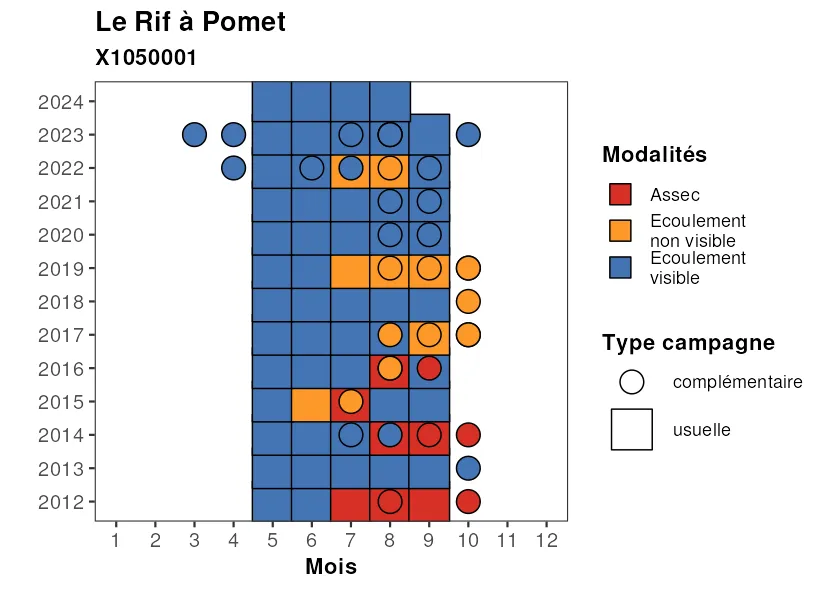 Le Rif à Pomet
X1050001
2024
2023
2022
2021
2020
2019
2018
2017
2016
2015
2014
2013
2012
1 2 3 4 5 6 7 8 9 10 11 12
Mois
Modalités
Assec
Ecoulement
non visible
Ecoulement
visible
Type campagne
complémentaire
usuelle